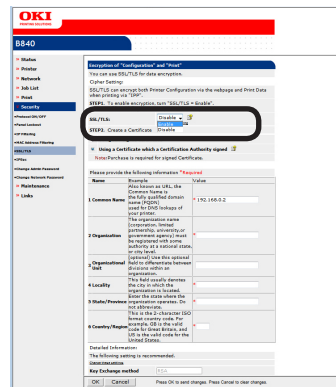 OKI
PRINTING SOLUTIONS
B840
Status
Printer
Network
Job List
Print
Security
Protocol ON/OFF
Panel Lockout
IP Filtering
MAC Address Filtering
SSL/TLS
IPSec
Change Admin Password
Change Network Password
Maintenance
Links
Encryption of "Configuration" and "Print"
You can use SSL/TLS for data encryption.
Cipher Setting:
SSL/TLS can encrypt both Printer Configuration via the webpage and Print Data
when printing via "IPP".
STEP1. To enable encryption, turn "SSL/TLS = Enable".
SSL/TLS: Disable
Enable
STEP2. Create a Certificate Disable
Using a Certificate which a Certification Authority signed
Note:Purchase is required for signed Certificate.
Please provide the following information *Required
Name Example Value
Also known as URL, the
Common Name is
1 Common Name the fully qualified domain * 192.168.0.2
name (FQDN)
used for DNS lookups of
your printer.
The organization name
(corporation, limited
partnership, university,or
2 Organization government agency) must *
be registered with some
authority at a national state,
or city level.
(optional) Use this optional
3 Organizational field to differentiate between
Unit divisions within an
organization.
This field usually denotes
4 Locality the city in which the *
organization is located.
Enter the state where the
5 State/Province organization operates. Do *
not abbreviate.
This is the 2-character ISO
format country code. For
6 Country/Region example, GB is the valid *
code for Great Britain, and
US is the valid code for the
United States.
Detailed Information:
The following setting is recommended.
Key Exchange method RSA
OK Cancel Press OK to send changes. Press Cancel to clear changes.